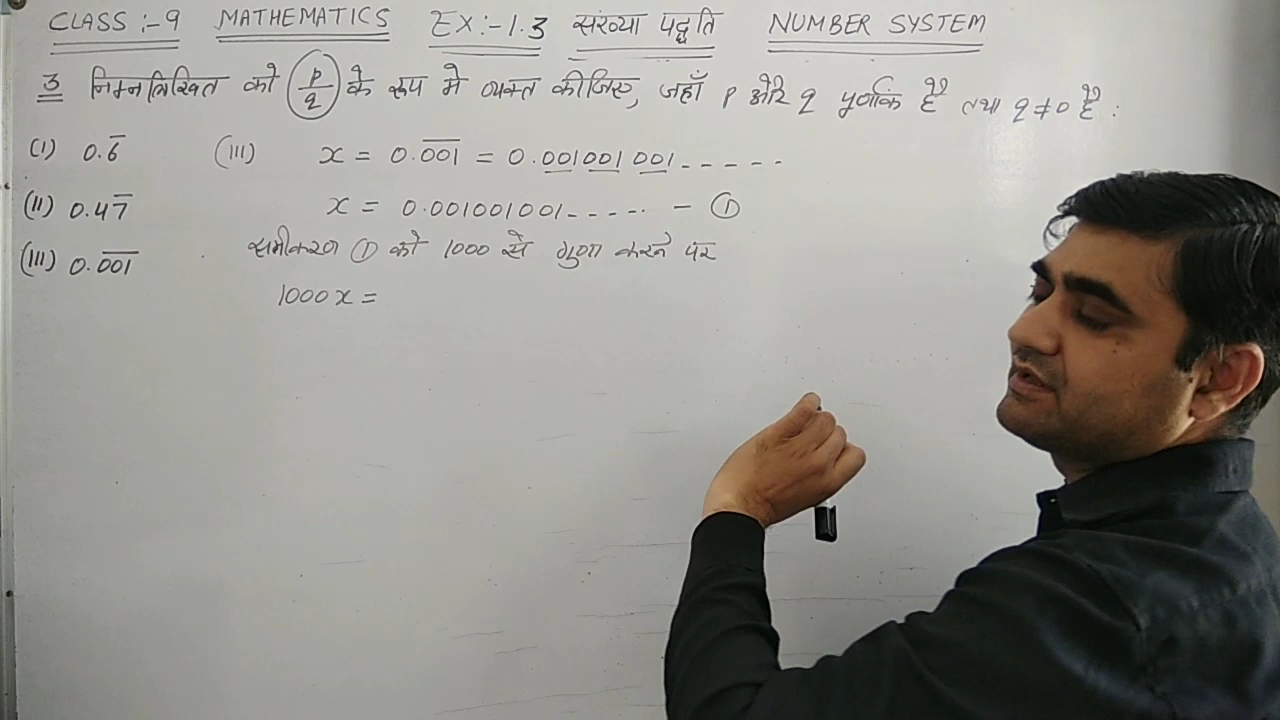 CLASS :- 9 MATHEMATICS EX:- 1.3 संख्या पद्धति NUMBER SYSTEM
3 निम्नलिखित को (p/q) के रूप में व्यक्त कीजिए, जहाँ p और q पूर्णांक हैं तथा q ≠ 0 हैं :
(I) 0.6̅ (III) x = 0.0̅0̅1̅ = 0.001001001-----
(II) 0.47̅ x = 0.001001001----- - ①
(III) 0.0̅0̅1̅ समीकरण ① को 1000 से गुणा करने पर
1000x =